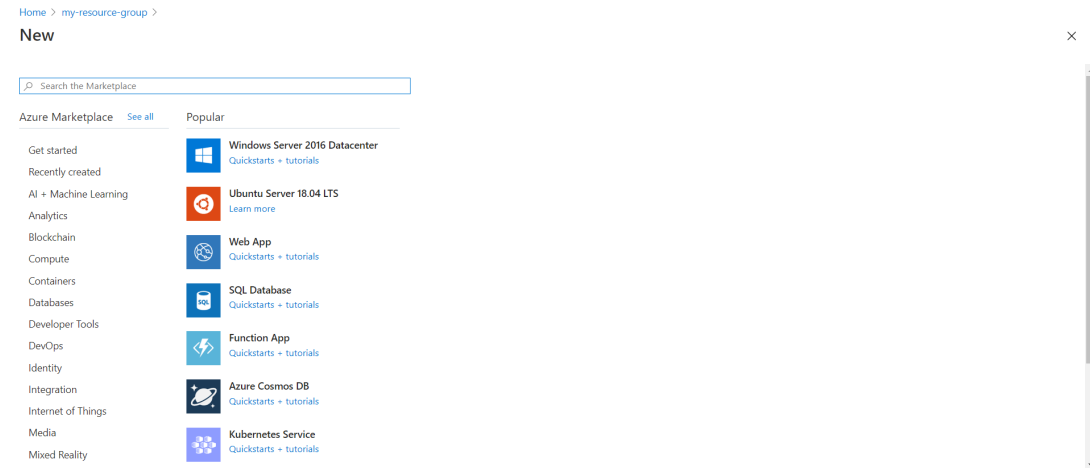 Home > my-resource-group >
New
Search the Marketplace
Azure Marketplace See all
Get started
Recently created
AI + Machine Learning
Analytics
Blockchain
Compute
Containers
Databases
Developer Tools
DevOps
Identity
Integration
Internet of Things
Media
Mixed Reality
Popular
Windows Server 2016 Datacenter
Quickstarts + tutorials
Ubuntu Server 18.04 LTS
Learn more
Web App
Quickstarts + tutorials
SQL
SQL Database
Quickstarts + tutorials
Function App
Quickstarts + tutorials
Azure Cosmos DB
Quickstarts + tutorials
Kubernetes Service
Quickstarts + tutorials